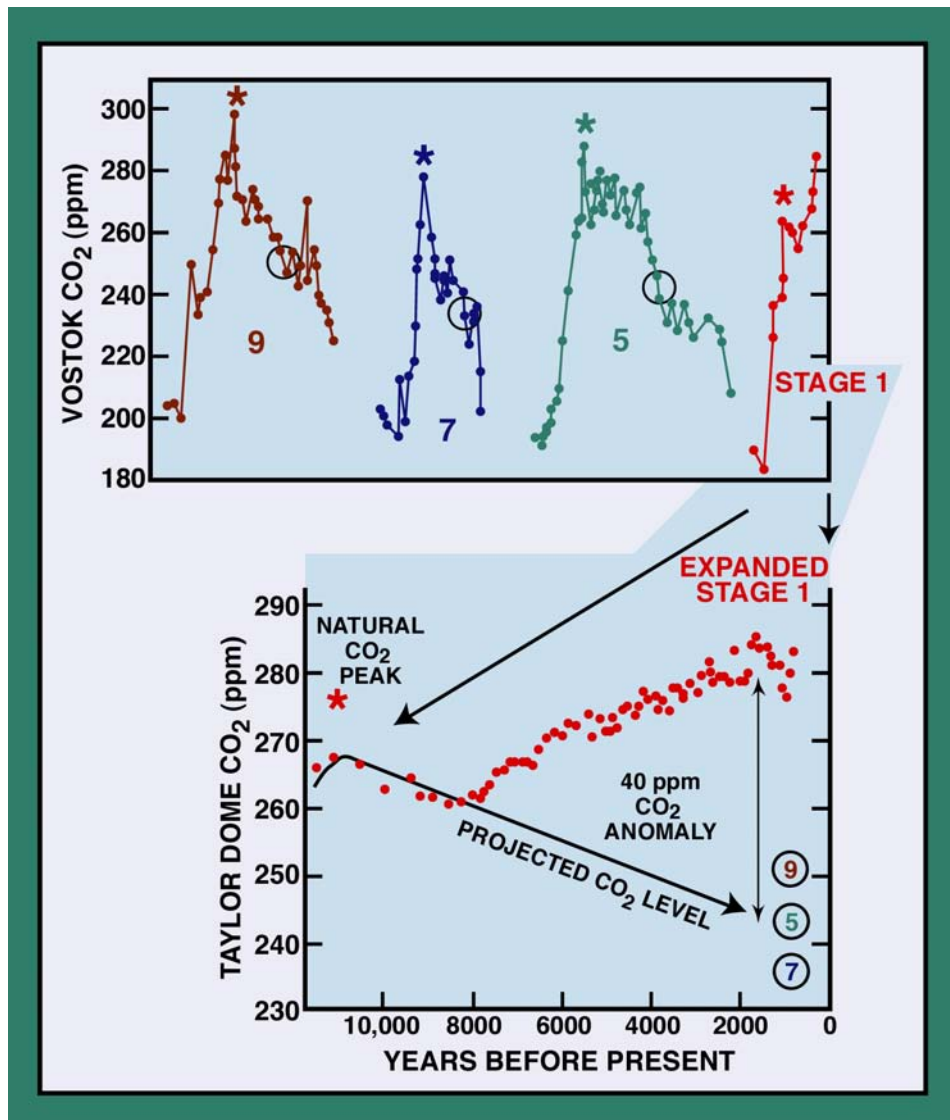 VOSTOK CO2 (ppm)
300
280
260
240
220
200
180
*
*
*
*
9
7
5
STAGE 1
EXPANDED
STAGE 1
TAYLOR DOME CO2 (ppm)
290
280
270
260
250
240
230
NATURAL
CO2
PEAK
*
40 ppm
CO2
ANOMALY
PROJECTED CO2 LEVEL
9
5
7
10,000 8000 6000 4000 2000 0
YEARS BEFORE PRESENT